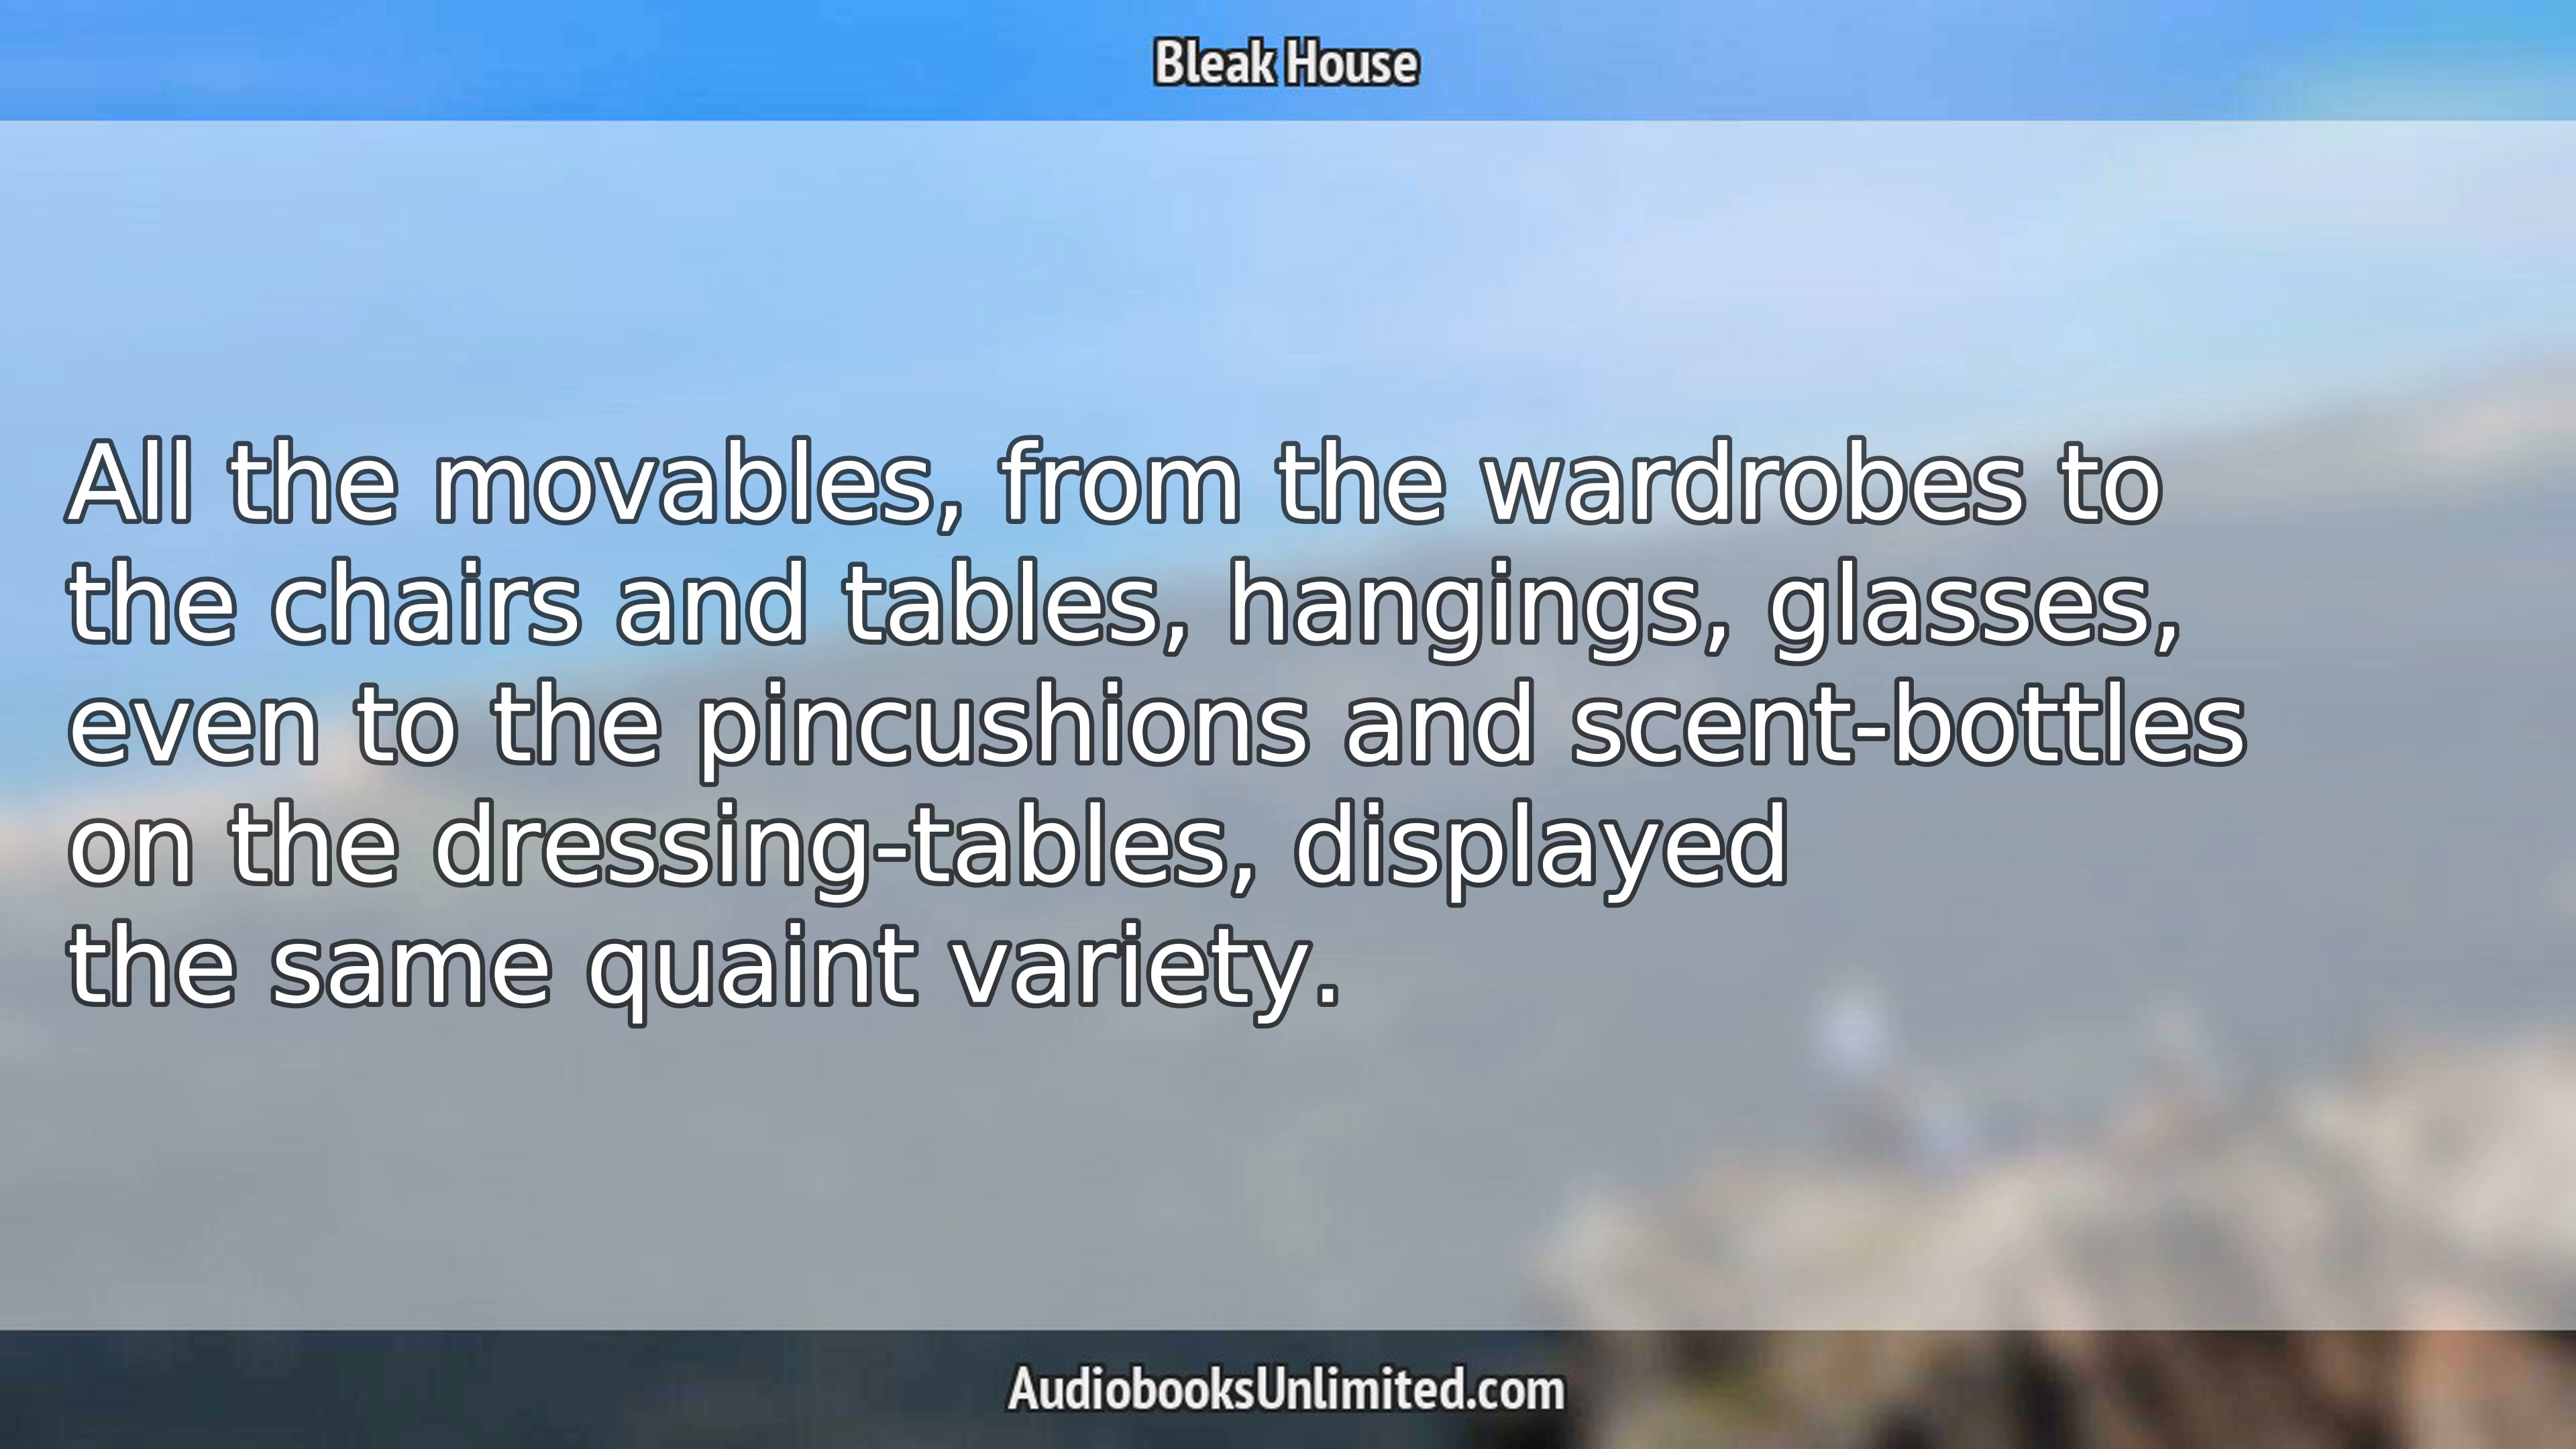 Bleak House
All the movables, from the wardrobes to
the chairs and tables, hangings, glasses,
even to the pincushions and scent-bottles
on the dressing-tables, displayed
the same quaint variety.
AudiobooksUnlimited.com